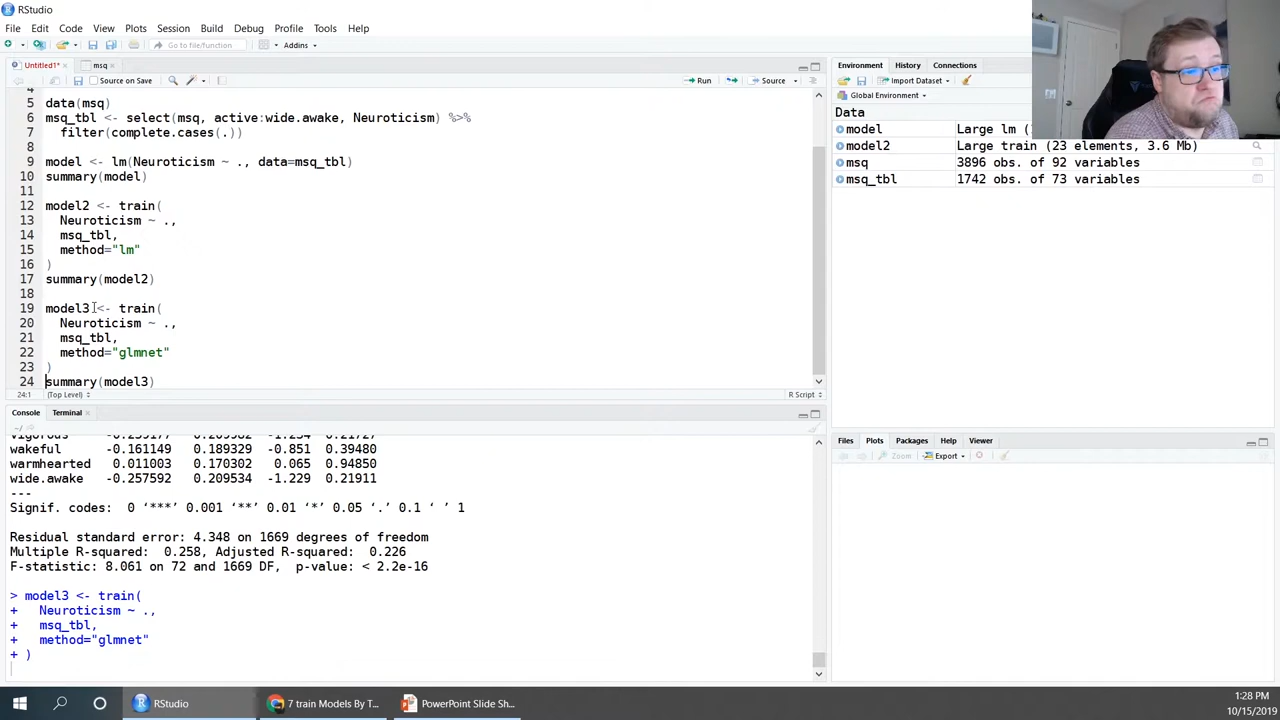 RStudio
File Edit Code View Plots Session Build Debug Profile Tools Help
Go to file/function Addins
Untitled1* msq
Source on Save Run Source
4
5 data(msq)
6 msq_tbl <- select(msq, active:wide.awake, Neuroticism) %>%
7 filter(complete.cases(.))
8
9 model <- lm(Neuroticism ~ ., data=msq_tbl)
10 summary(model)
11
12 model2 <- train(
13 Neuroticism ~ .,
14 msq_tbl,
15 method="lm"
16 )
17 summary(model2)
18
19 model3 <- train(
20 Neuroticism ~ .,
21 msq_tbl,
22 method="glmnet"
23 )
24 summary(model3)
24:1 (Top Level) R Script
Console Terminal
~/
vigorous -0.259177 0.209982 -1.234 0.21727
wakeful -0.161149 0.189329 -0.851 0.39480
warmhearted 0.011003 0.170302 0.065 0.94850
wide.awake -0.257592 0.209534 -1.229 0.21911
---
Signif. codes: 0 ‘***’ 0.001 ‘**’ 0.01 ‘*’ 0.05 ‘.’ 0.1 ‘ ’ 1
Residual standard error: 4.348 on 1669 degrees of freedom
Multiple R-squared: 0.258, Adjusted R-squared: 0.226
F-statistic: 8.061 on 72 and 1669 DF, p-value: < 2.2e-16
> model3 <- train(
+ Neuroticism ~ .,
+ msq_tbl,
+ method="glmnet"
+ )
Environment History Connections
Import Dataset
Global Environment
Data
model Large lm (
model2 Large train (23 elements, 3.6 Mb)
msq 3896 obs. of 92 variables
msq_tbl 1742 obs. of 73 variables
Files Plots Packages Help Viewer
Zoom Export
RStudio 7 train Models By T... PowerPoint Slide Sh...
1:28 PM
10/15/2019